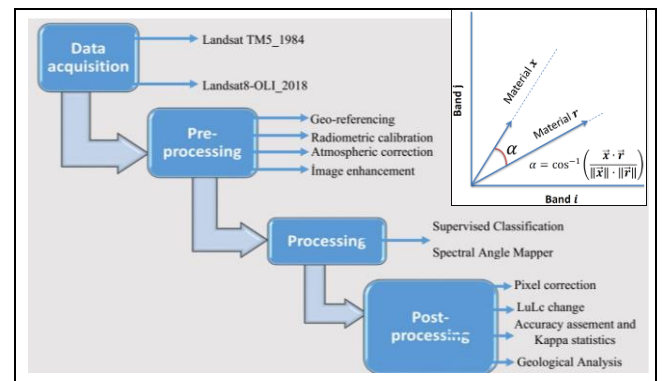 Data
acquisition
Landsat TM5_1984
Landsat8-OLI_2018
Pre-
processing
Geo-referencing
Radiometric calibration
Atmospheric correction
İmage enhancement
Processing
Supervised Classification
Spectral Angle Mapper
Post-
processing
Pixel correction
LuLc change
Accuracy assement and
Kappa statistics
Geological Analysis
Band j
Material x
Material r
α
α = cos⁻¹ (x⃗ · r⃗ / ‖x⃗‖ · ‖r⃗‖)
Band i